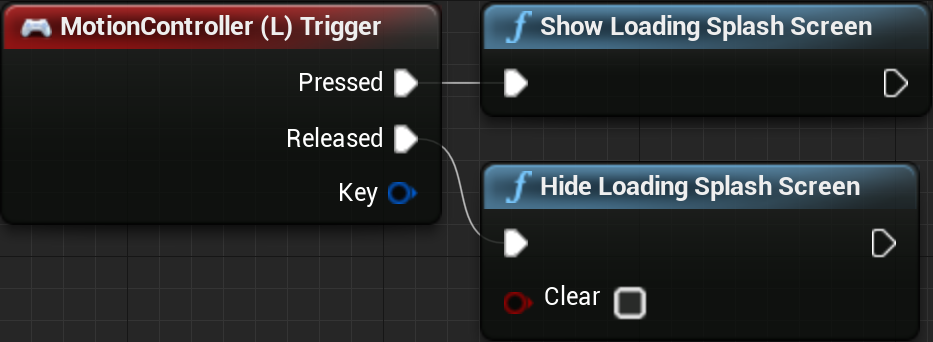 MotionController (L) Trigger
Pressed
Released
Key
Show Loading Splash Screen
Hide Loading Splash Screen
Clear